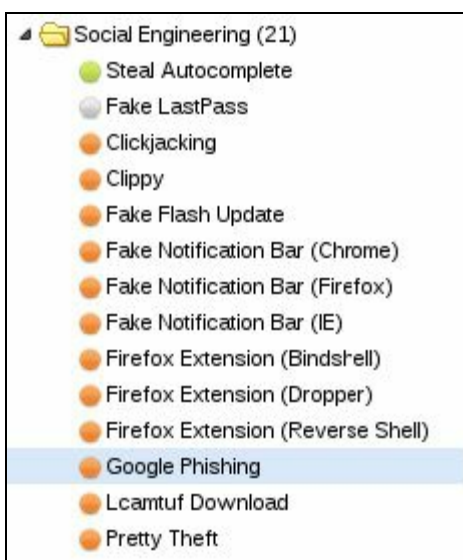 Social Engineering (21)
Steal Autocomplete
Fake LastPass
Clickjacking
Clippy
Fake Flash Update
Fake Notification Bar (Chrome)
Fake Notification Bar (Firefox)
Fake Notification Bar (IE)
Firefox Extension (Bindshell)
Firefox Extension (Dropper)
Firefox Extension (Reverse Shell)
Google Phishing
Lcamtuf Download
Pretty Theft